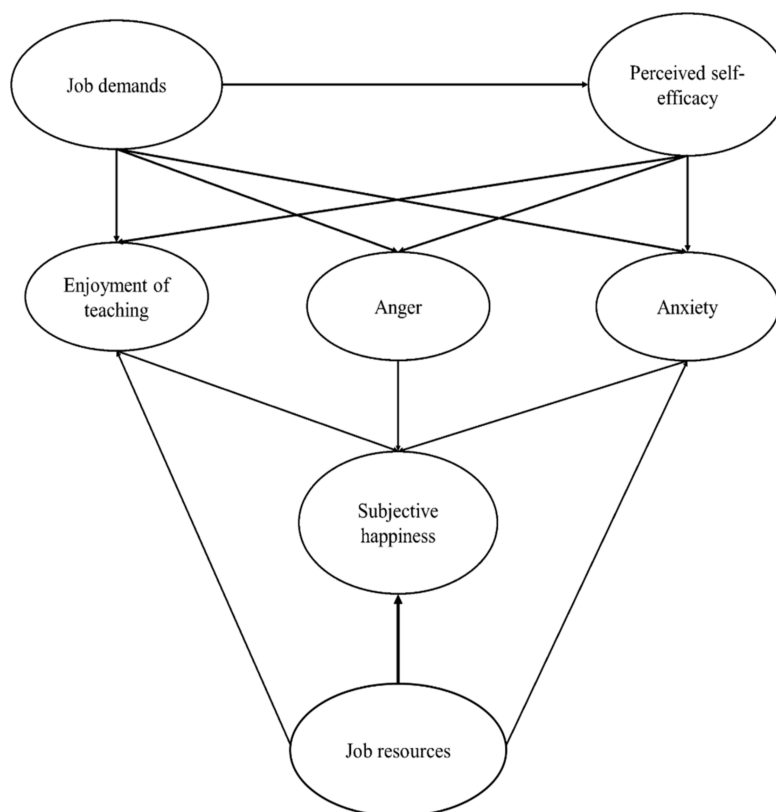 Job demands
Perceived self-
efficacy
Enjoyment of
teaching
Anger
Anxiety
Subjective
happiness
Job resources